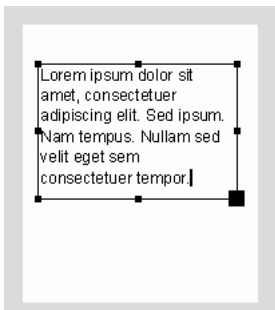 Lorem ipsum dolor sit
amet, consectetuer
adipiscing elit. Sed ipsum.
Nam tempus. Nullam sed
velit eget sem
consectetuer tempor.